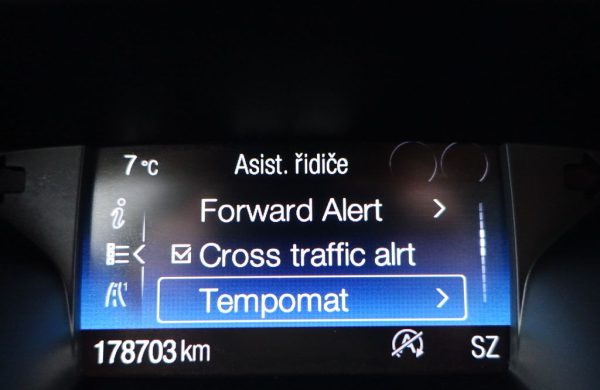 7 °C Asist. řidiče
Forward Alert
Cross traffic alrt
Tempomat
178703 km SZ